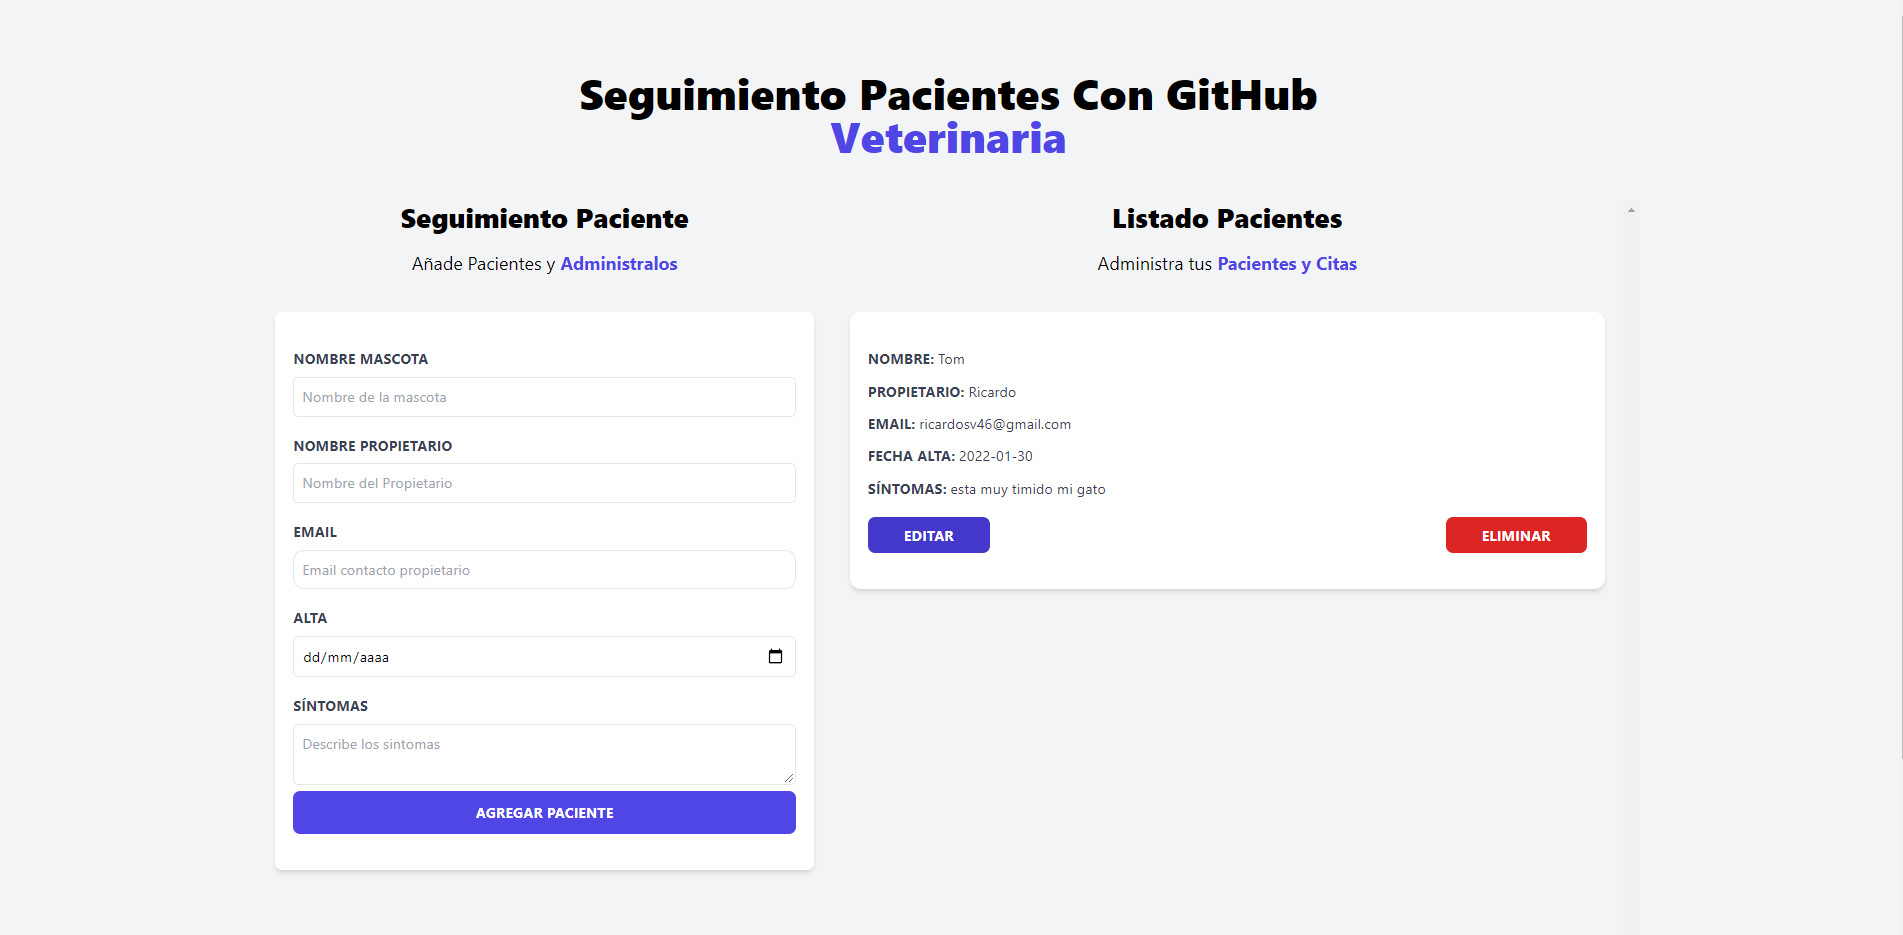 Seguimiento Pacientes Con GitHub
Veterinaria
Seguimiento Paciente
Añade Pacientes y Administralos
NOMBRE MASCOTA
Nombre de la mascota
NOMBRE PROPIETARIO
Nombre del Propietario
EMAIL
Email contacto propietario
ALTA
dd/mm/aaaa
SÍNTOMAS
Describe los sintomas
AGREGAR PACIENTE
Listado Pacientes
Administra tus Pacientes y Citas
NOMBRE: Tom
PROPIETARIO: Ricardo
EMAIL: ricardosv46@gmail.com
FECHA ALTA: 2022-01-30
SÍNTOMAS: esta muy timido mi gato
EDITAR
ELIMINAR